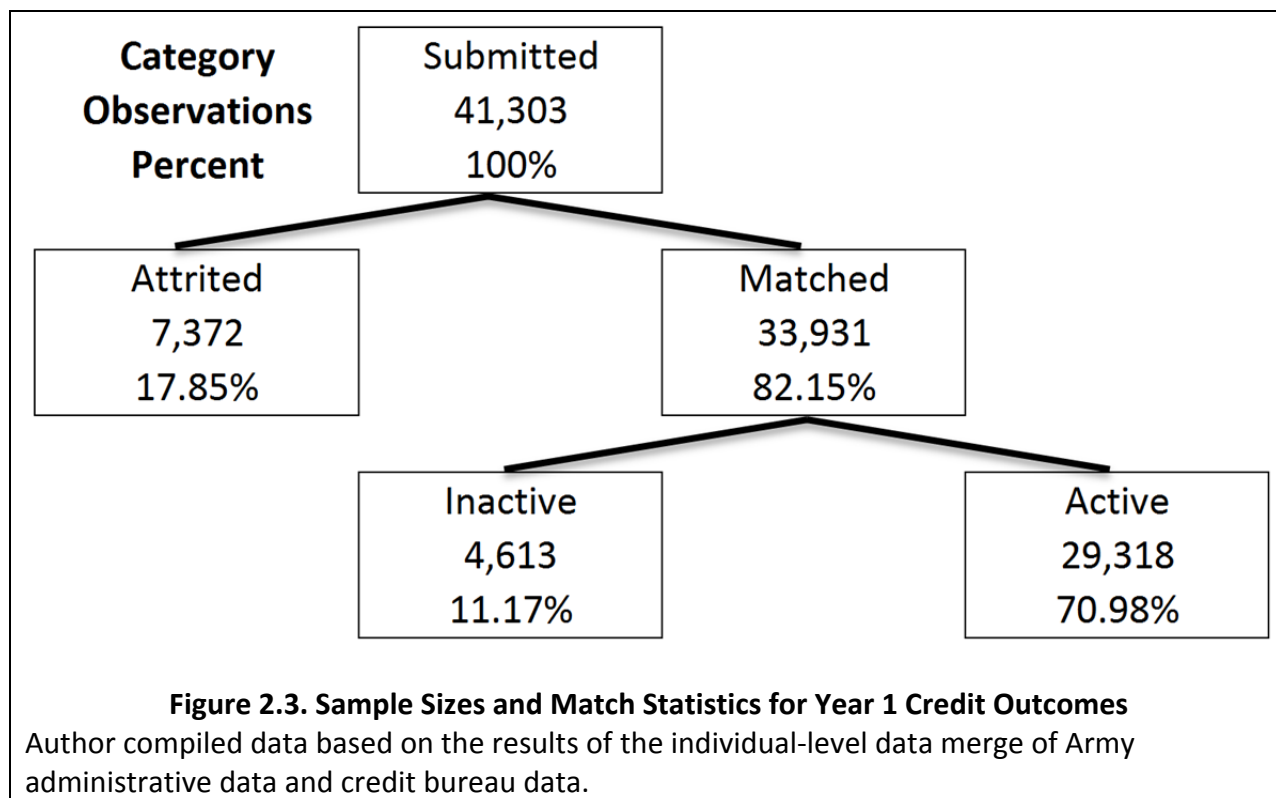 Category
Observations
Percent
Submitted
41,303
100%
Attrited
7,372
17.85%
Matched
33,931
82.15%
Inactive
4,613
11.17%
Active
29,318
70.98%
Figure 2.3. Sample Sizes and Match Statistics for Year 1 Credit Outcomes
Author compiled data based on the results of the individual-level data merge of Army
administrative data and credit bureau data.